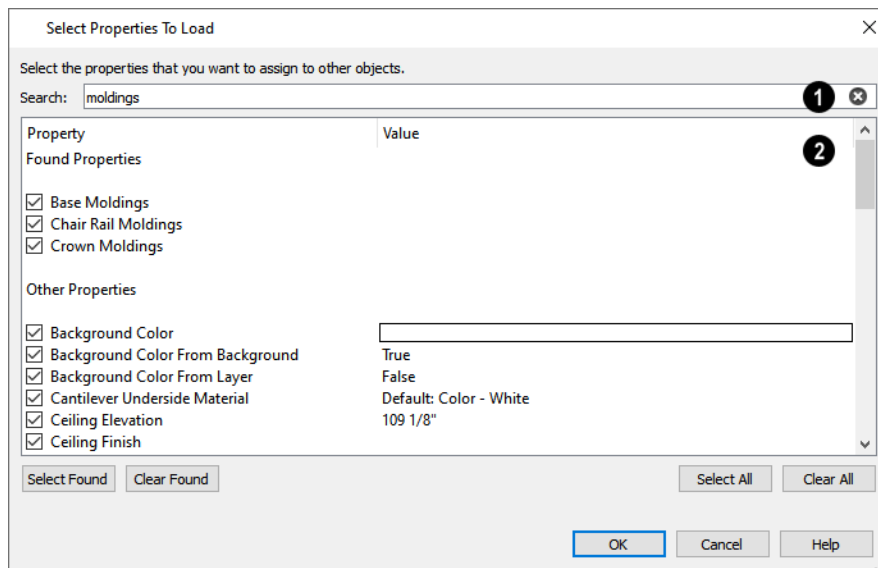 Select Properties To Load
Select the properties that you want to assign to other objects.
Search: moldings 1
Property Value 2
Found Properties
Base Moldings
Chair Rail Moldings
Crown Moldings
Other Properties
Background Color
Background Color From Background True
Background Color From Layer False
Cantilever Underside Material Default: Color - White
Ceiling Elevation 109 1/8"
Ceiling Finish
Select Found Clear Found Select All Clear All
OK Cancel Help